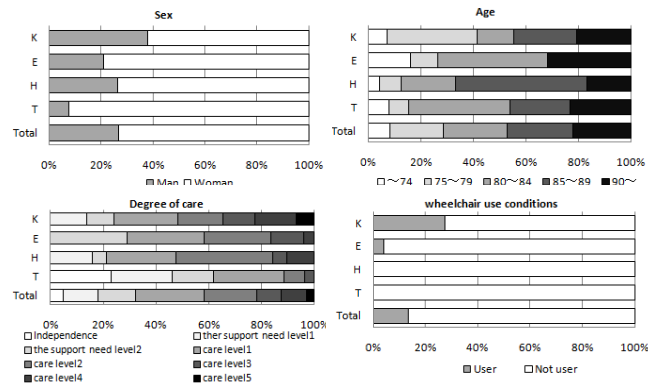 Sex
K
E
H
T
Total
0% 20% 40% 60% 80% 100%
Man Woman
Age
K
E
H
T
Total
0% 20% 40% 60% 80% 100%
~74 75~79 80~84 85~89 90~
Degree of care
K
E
H
T
Total
0% 20% 40% 60% 80% 100%
Independence ther support need level1
the support need level2 care level1
care level2 care level3
care level4 care level5
wheelchair use conditions
K
E
H
T
Total
0% 20% 40% 60% 80% 100%
User Not user